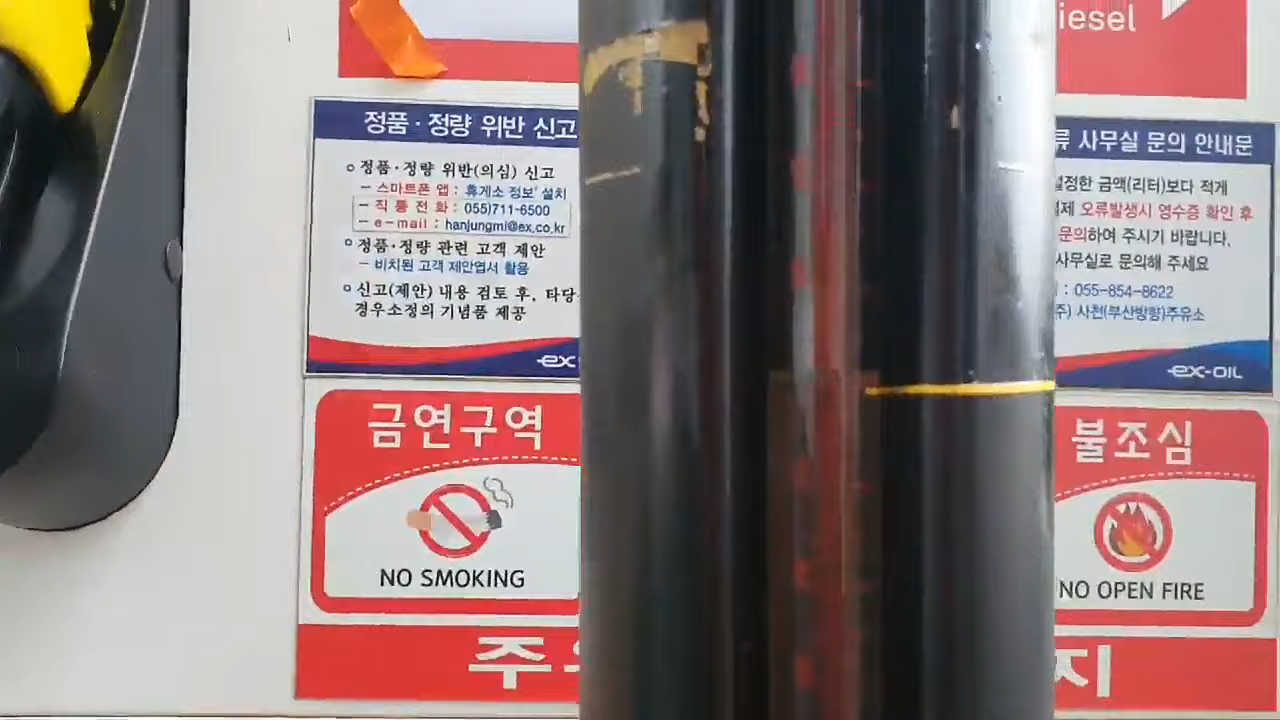 iesel
정품·정량 위반 신고
정품·정량 위반(의심) 신고
- 스마트폰 앱 : 휴게소 정보' 설치
- 직통전화 : 055)711-6500
- e-mail : hanjungmi@ex.co.kr
정품·정량 관련 고객 제안
- 비치된 고객 제안엽서 활용
신고(제안) 내용 검토 후, 타당
경우소정의 기념품 제공
ex
사무실 문의 안내문
금액(리터)보다 적게
오류발생시 영수증 확인 후
문의하여 주시기 바랍니다.
사무실로 문의해 주세요
: 055-854-8622
사천(부산방향)주유소
ex-OIL
금연구역
NO SMOKING
불조심
NO OPEN FIRE
주
지